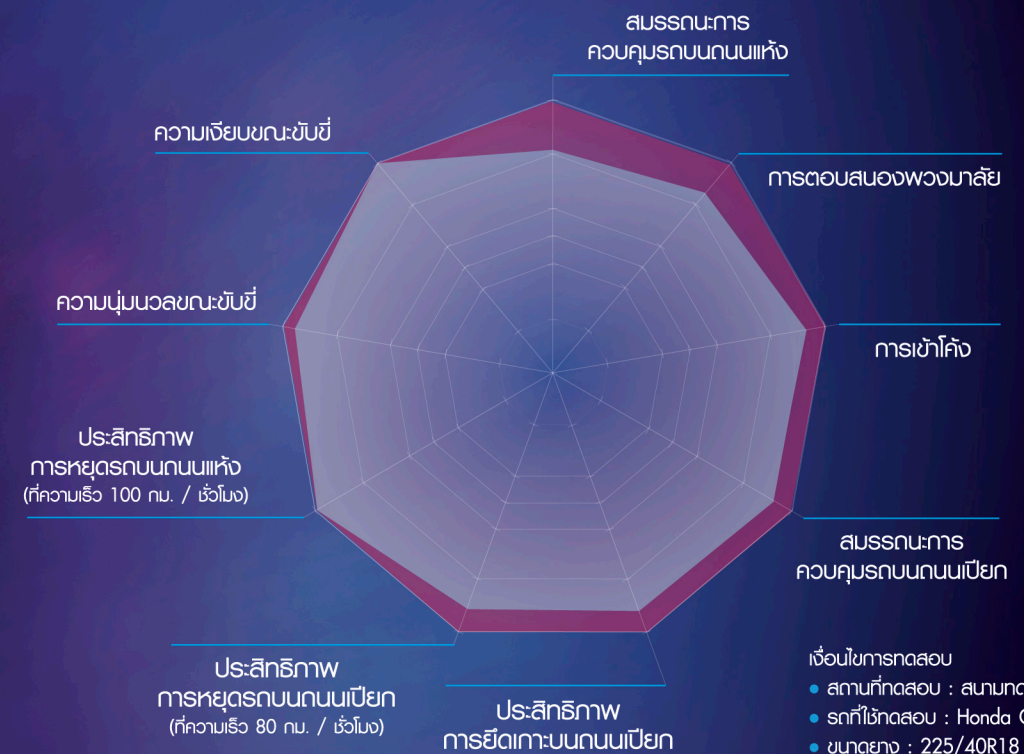 สมรรถนะการ
ควบคุมรถบนถนนแห้ง
ความเงียบขณะขับขี่
การตอบสนองพวงมาลัย
ความนุ่มนวลขณะขับขี่
การเข้าโค้ง
ประสิทธิภาพ
การหยุดรถบนถนนแห้ง
(ที่ความเร็ว 100 กม. / ชั่วโมง)
สมรรถนะการ
ควบคุมรถบนถนนเปียก
ประสิทธิภาพ
การหยุดรถบนถนนเปียก
(ที่ความเร็ว 80 กม. / ชั่วโมง)
ประสิทธิภาพ
การยึดเกาะบนถนนเปียก
เงื่อนไขการทดสอบ
• สถานที่ทดสอบ :
• รถที่ใช้ทดสอบ : Honda
• ขนาดยาง : 225/40R18